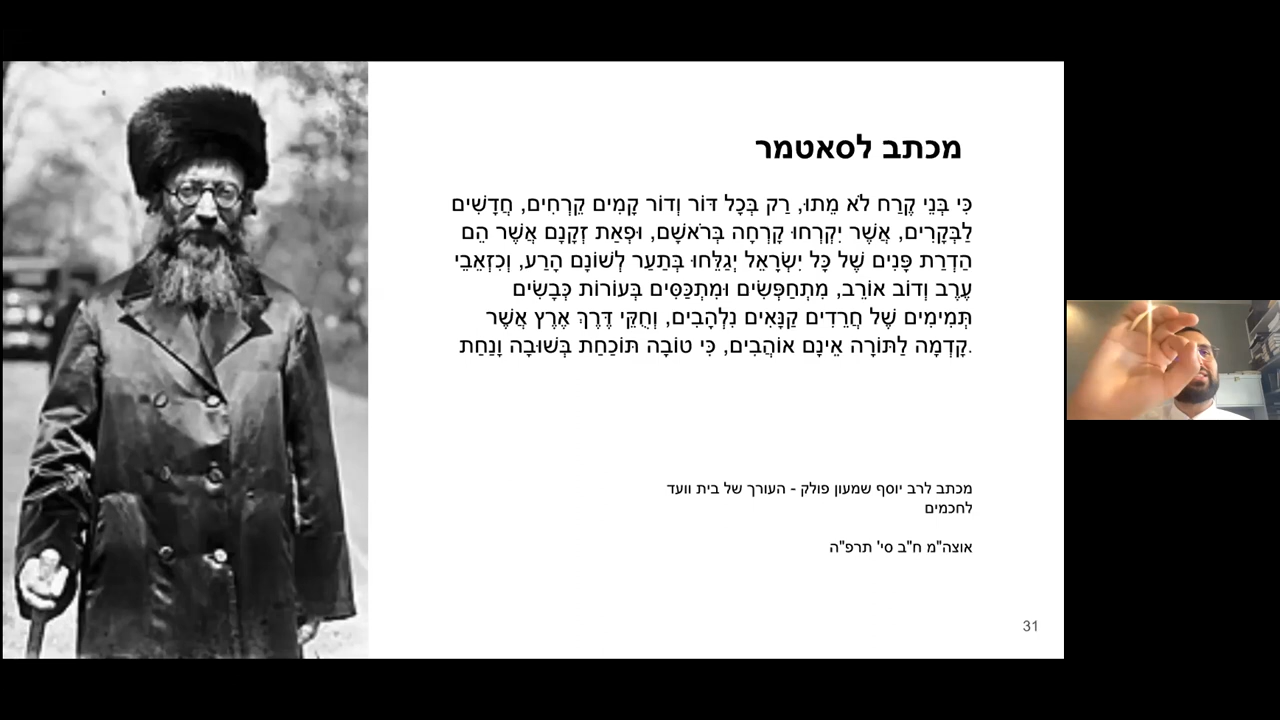 מכתב לסאטמר
כִּי בְּנֵי קֶרַח לֹא מֵתוּ, רַק בְּכָל דּוֹר וְדוֹר קָמִים קֵרְחִים, חֲדָשִׁים
לַבְּקָרִים, אֲשֶׁר יִקְרְחוּ קָרְחָה בְּרֹאשָׁם, וּפְאַת זְקָנָם אֲשֶׁר הֵם
הַדְרַת פָּנִים שֶׁל כָּל יִשְׂרָאֵל יְגַלֵּחוּ בְּתַעַר לְשׁוֹנָם הָרַע, וְכִזְאֵבֵי
עֶרֶב וְדוֹב אוֹרֵב, מִתְחַפְּשִׂים וּמִתְכַּסִּים בְּעוֹרוֹת כְּבָשִׂים
תְּמִימִים שֶׁל חֲרֵדִים קַנָּאִים נִלְהָבִים, וְחֻקֵּי דֶּרֶךְ אֶרֶץ אֲשֶׁר
קָדְמָה לַתּוֹרָה אֵינָם אוֹהֲבִים, כִּי טוֹבָה תּוֹכַחַת בְּשׁוּבָה וָנַחַת.
מכתב לרב יוסף שמעון פולק - העורך של בית וועד
לחכמים
אוצה"מ ח"ב סי' תרפ"ה
31